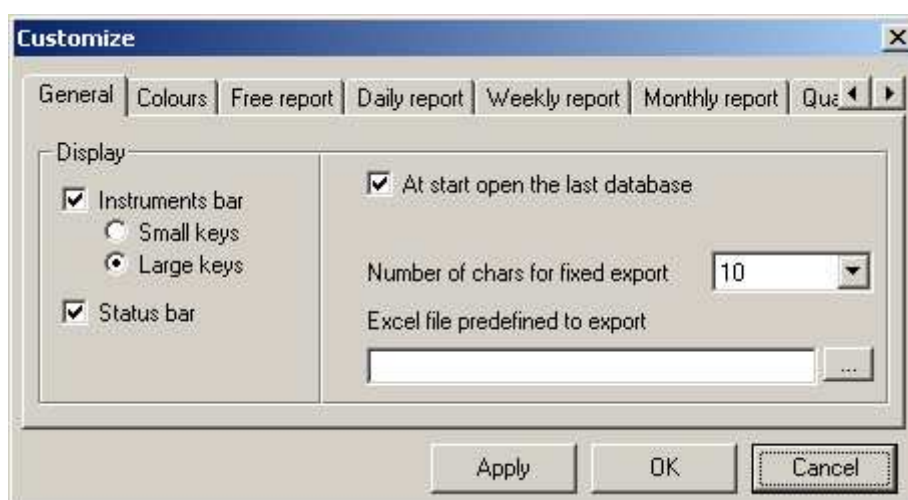 Customize
General Colours Free report Daily report Weekly report Monthly report Qua
Display
Instruments bar
Small keys
Large keys
Status bar
At start open the last database
Number of chars for fixed export 10
Excel file predefined to export
...
Apply OK Cancel